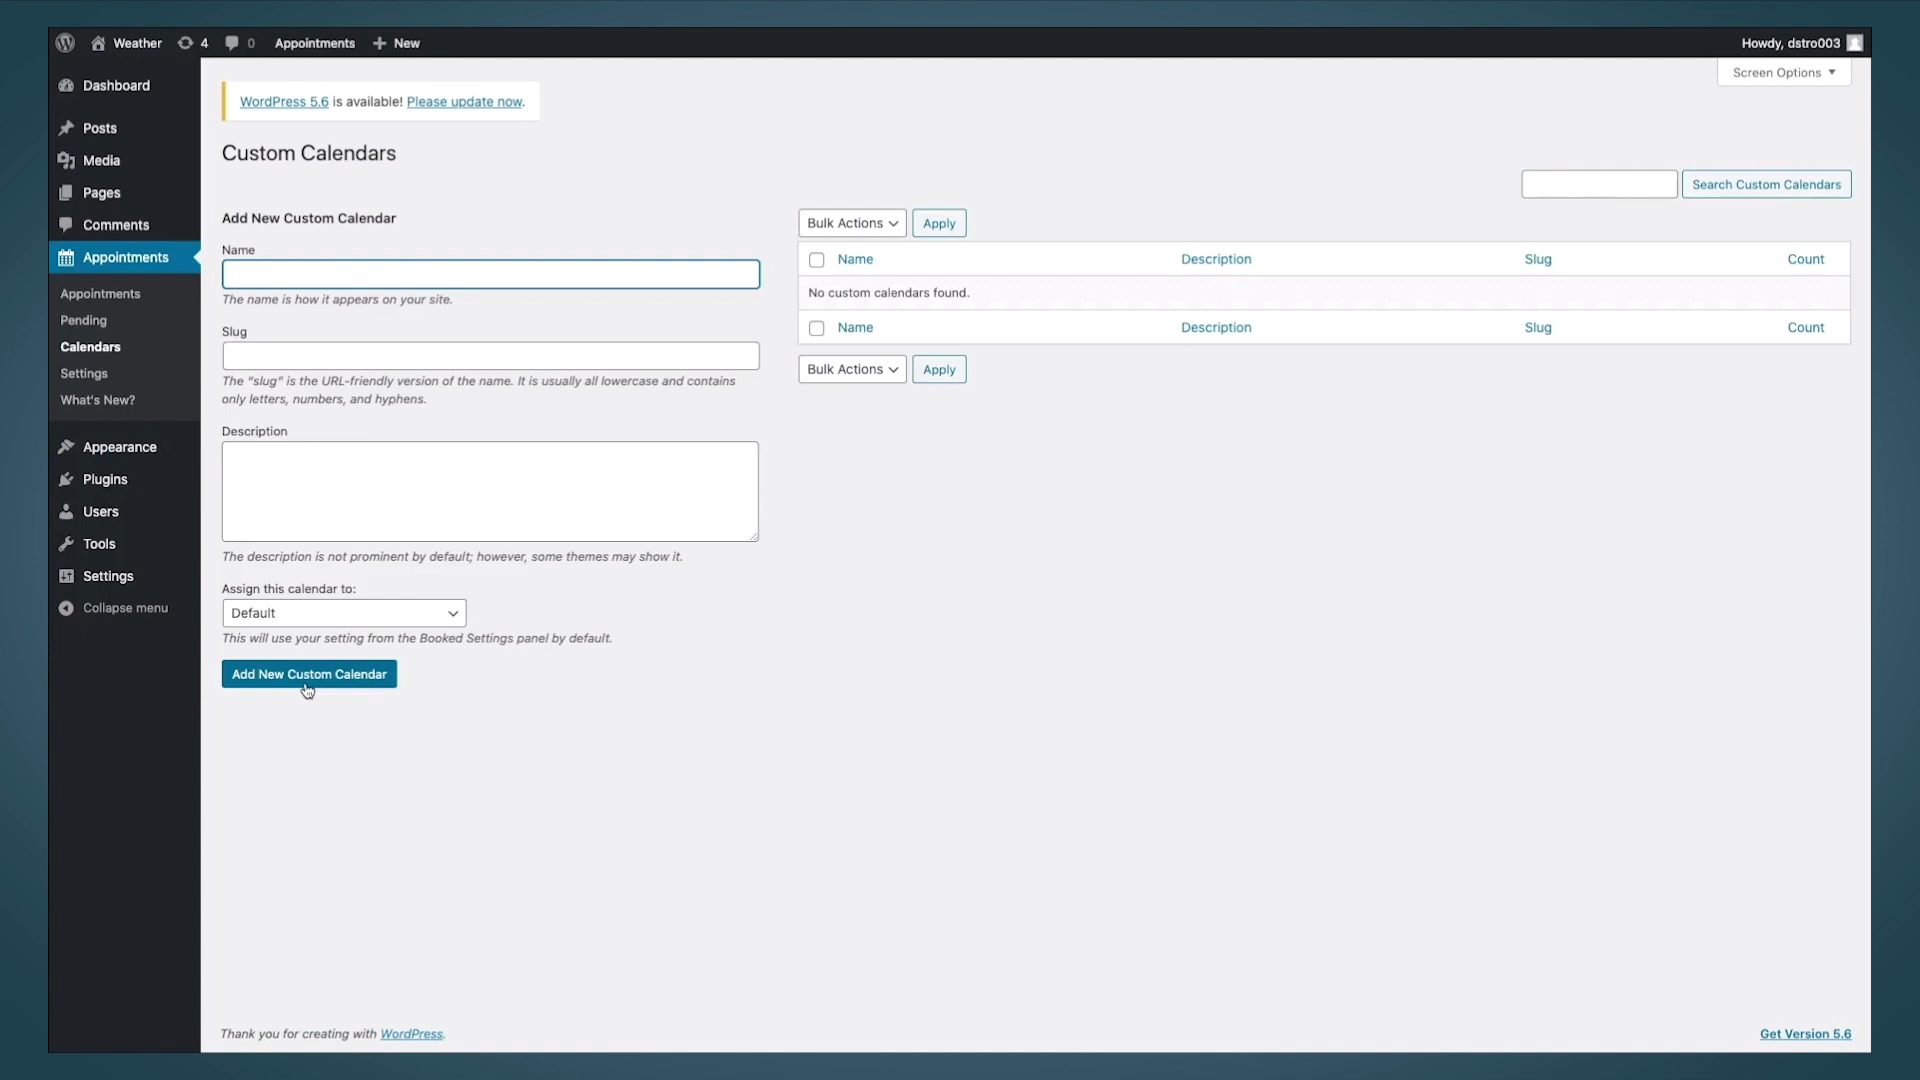 Weather 4 0 Appointments New Howdy, dstro003
Screen Options
Dashboard
Posts
Media
Pages
Comments
Appointments
Appointments
Pending
Calendars
Settings
What's New?
Appearance
Plugins
Users
Tools
Settings
Collapse menu
WordPress 5.6 is available! Please update now.
Custom Calendars
Search Custom Calendars
Add New Custom Calendar
Name
The name is how it appears on your site.
Slug
The "slug" is the URL-friendly version of the name. It is usually all lowercase and contains
only letters, numbers, and hyphens.
Description
The description is not prominent by default; however, some themes may show it.
Assign this calendar to:
Default
This will use your setting from the Booked Settings panel by default.
Add New Custom Calendar
Bulk Actions Apply
Name Description Slug Count
No custom calendars found.
Name Description Slug Count
Bulk Actions Apply
Thank you for creating with WordPress.
Get Version 5.6